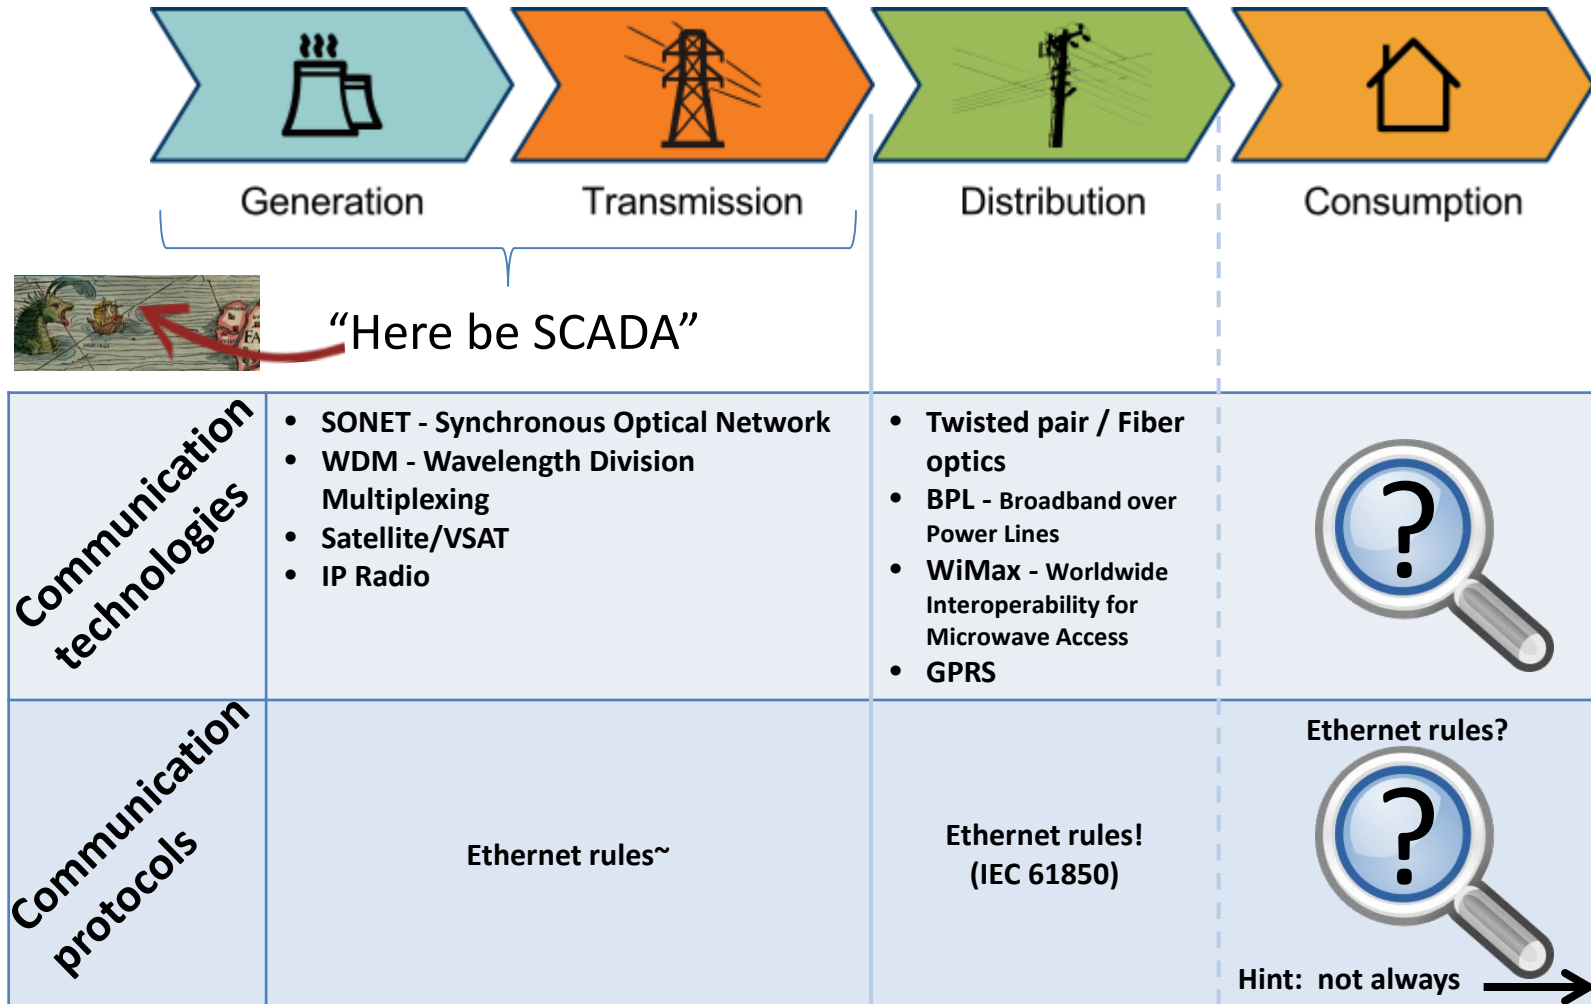 Generation
Transmission
Distribution
Consumption
“Here be SCADA”
Communication
technologies
• SONET - Synchronous Optical Network
• WDM - Wavelength Division
Multiplexing
• Satellite/VSAT
• IP Radio
• Twisted pair / Fiber
optics
• BPL - Broadband over
Power Lines
• WiMax - Worldwide
Interoperability for
Microwave Access
• GPRS
?
Communication
protocols
Ethernet rules~
Ethernet rules!
(IEC 61850)
Ethernet rules?
?
Hint: not always